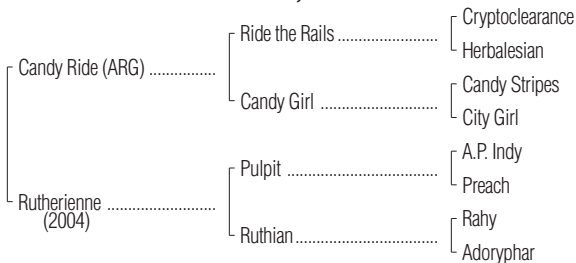 Cryptoclearance
Ride the Rails
Herbalesian
Candy Ride (ARG)
Candy Stripes
Candy Girl
City Girl
A.P. Indy
Pulpit
Preach
Rutherienne
(2004)
Rahy
Ruthian
Adoryphar